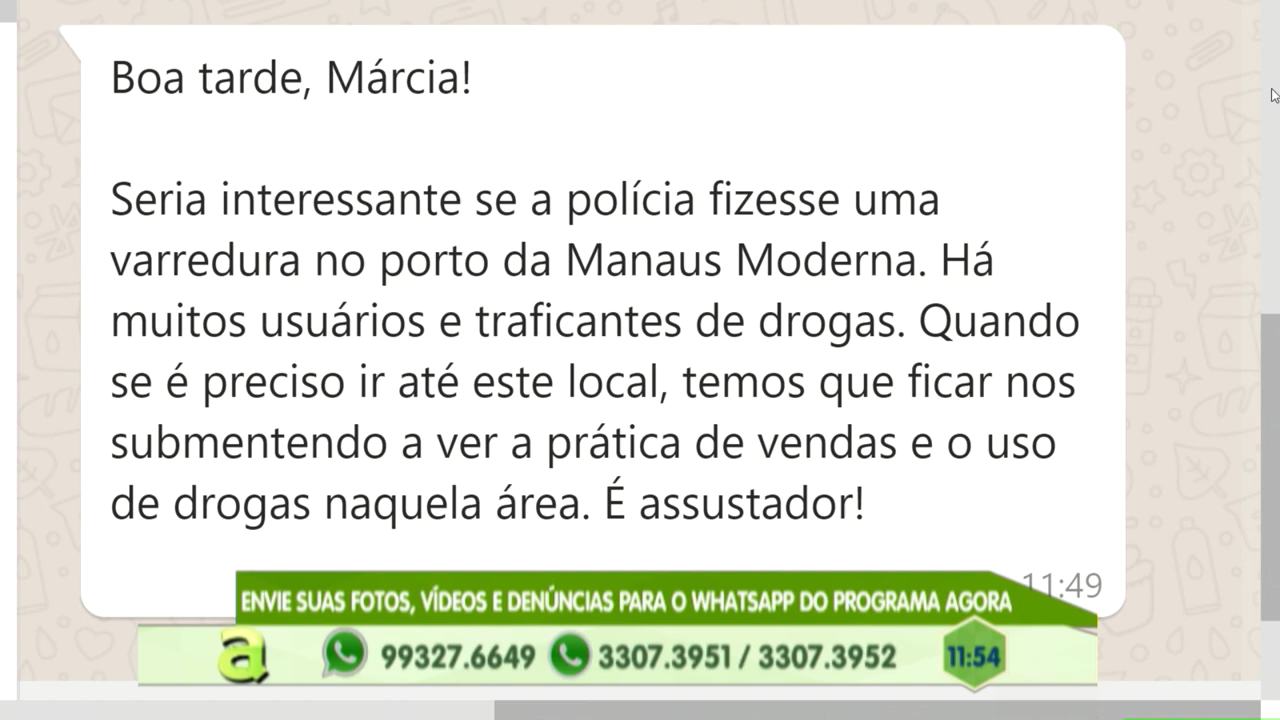 Boa tarde, Márcia!
Seria interessante se a polícia fizesse uma
varredura no porto da Manaus Moderna. Há
muitos usuários e traficantes de drogas. Quando
se é preciso ir até este local, temos que ficar nos
submentendo a ver a prática de vendas e o uso
de drogas naquela área. É assustador!
11:49
ENVIE SUAS FOTOS, VÍDEOS E DENÚNCIAS PARA O WHATSAPP DO PROGRAMA AGORA
a 99327.6649 3307.3951 / 3307.3952 11:54